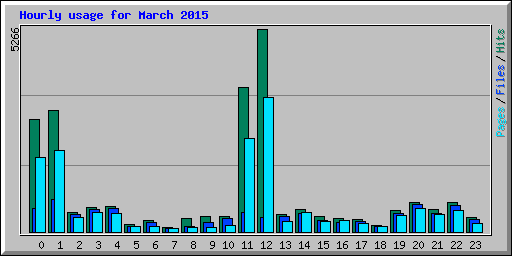 Hourly usage for March 2015
5266
Pages/Files/Hits
0 1 2 3 4 5 6 7 8 9 10 11 12 13 14 15 16 17 18 19 20 21 22 23